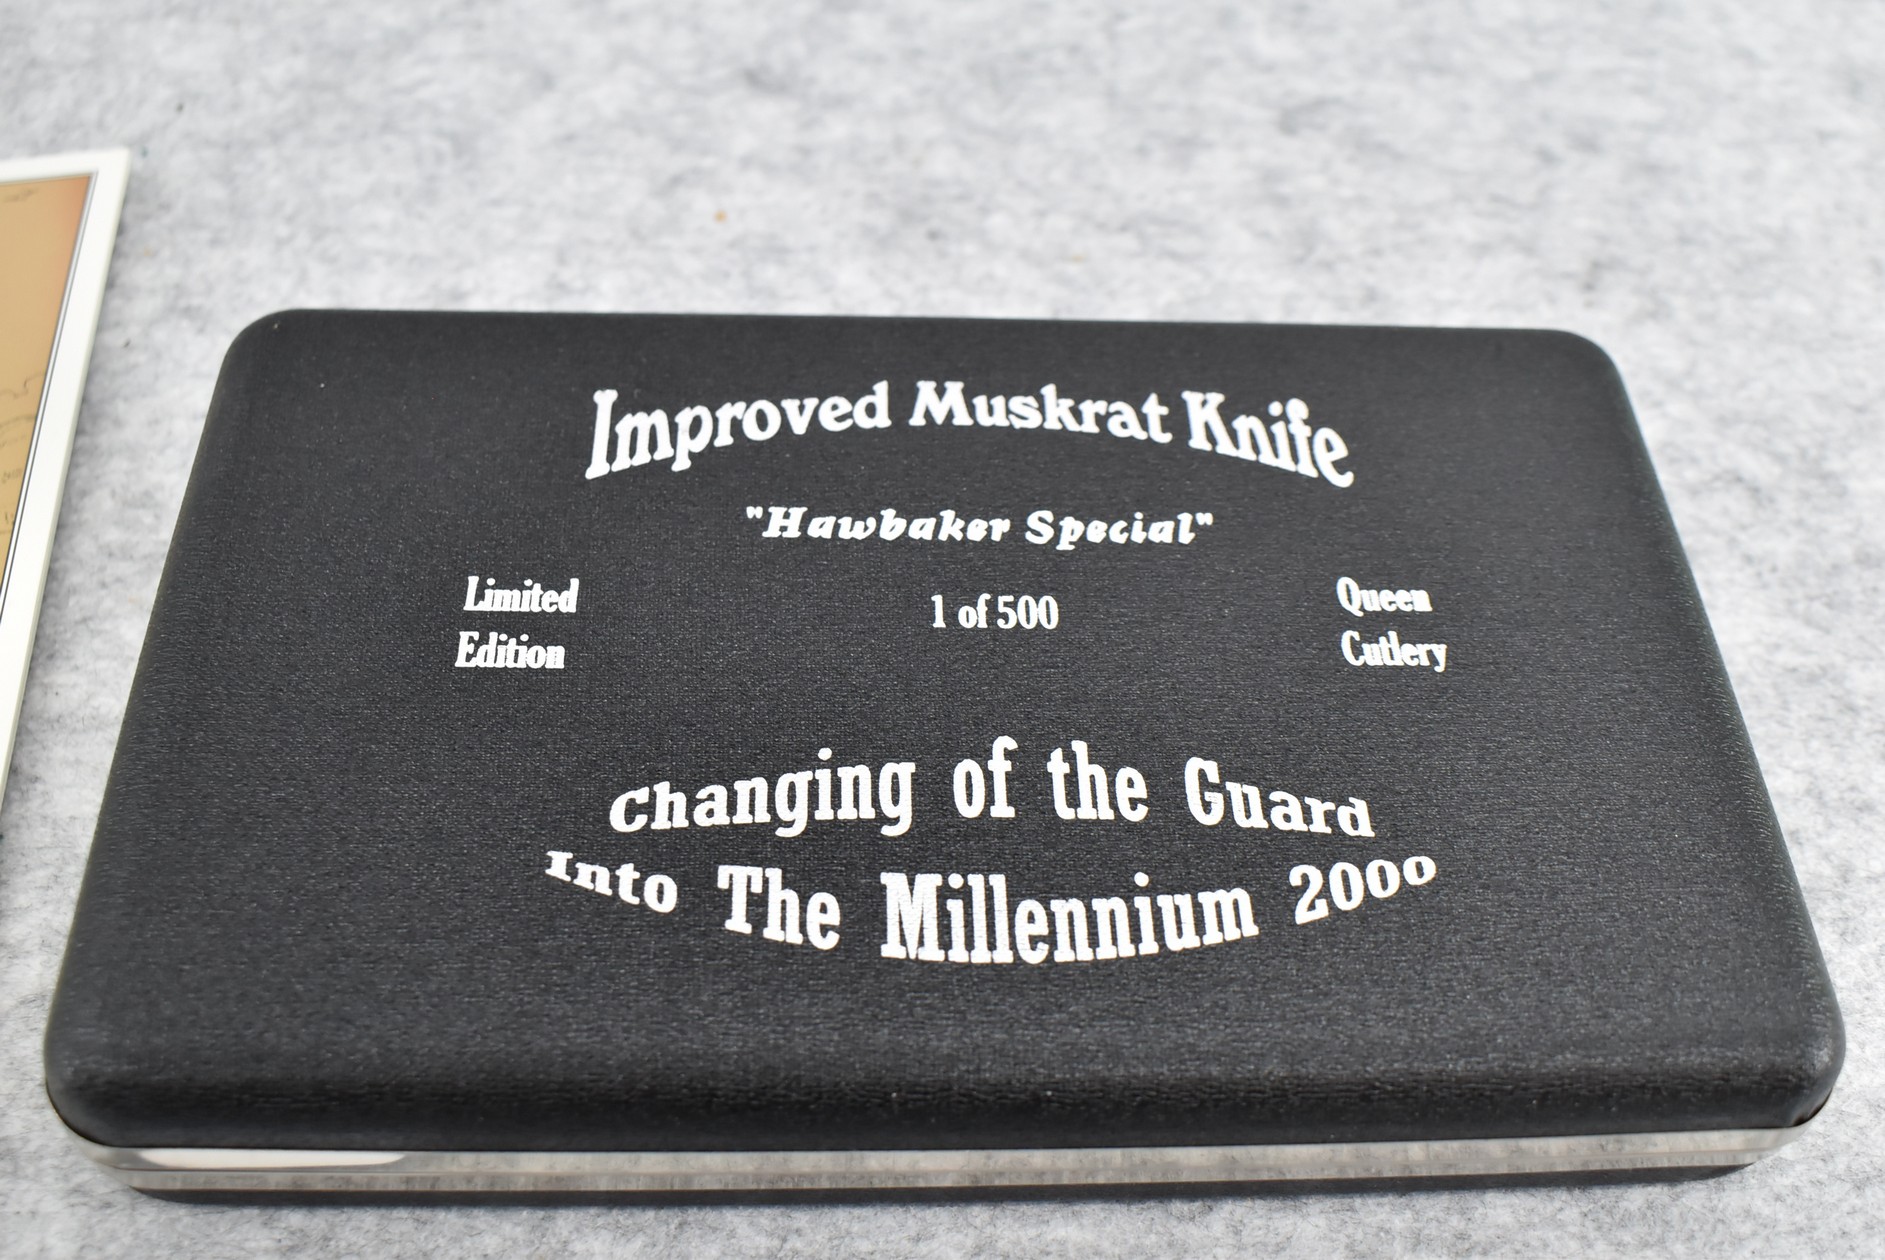 Improved Muskrat Knife
"Hawbaker Special"
Limited
Edition
1 of 500
Queen
Cutlery
Changing of the Guard
Into The Millennium 2000